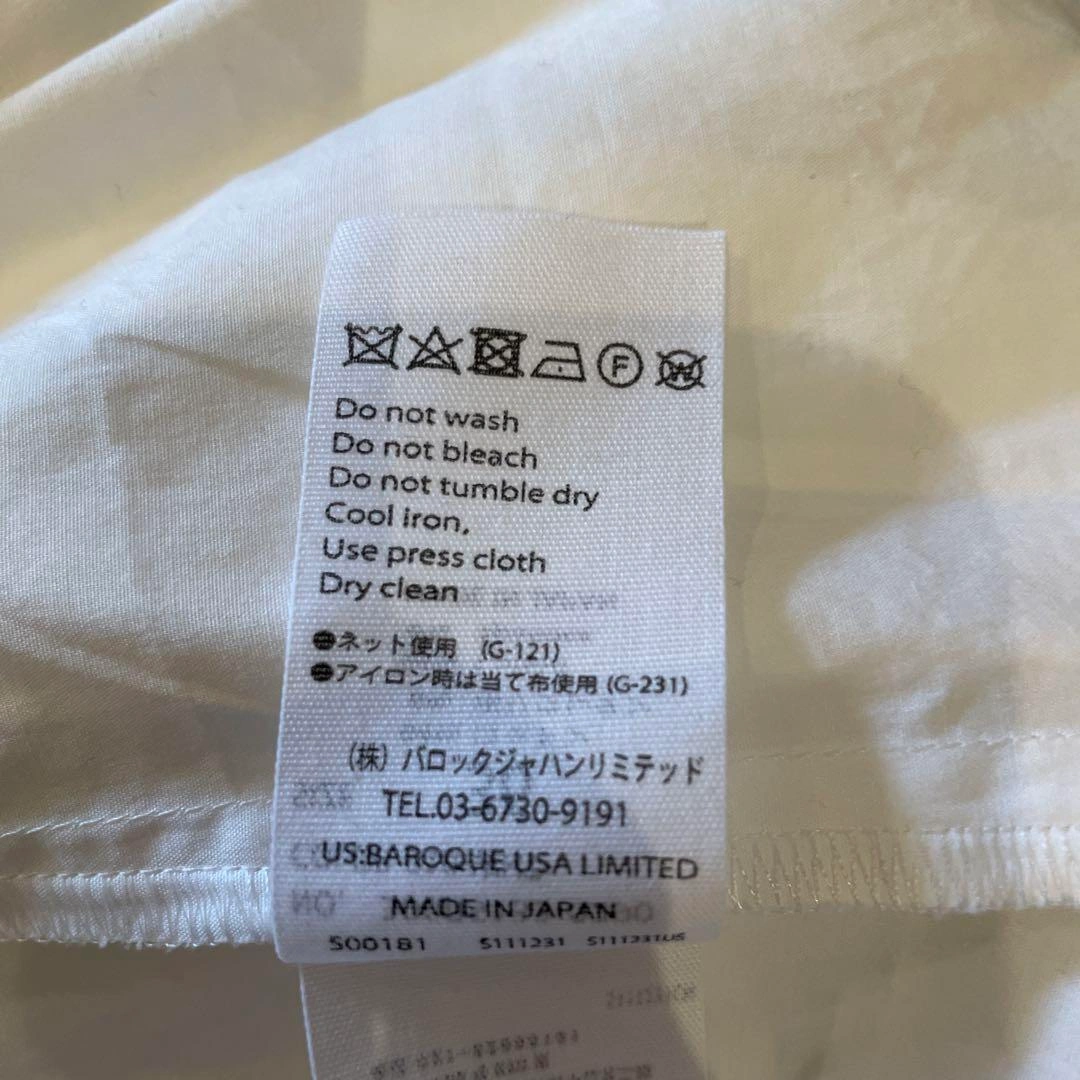 F W
Do not wash
Do not bleach
Do not tumble dry
Cool iron,
Use press cloth
Dry clean
●ネット使用 (G-121)
●アイロン時は当て布使用 (G-231)
(株) バロックジャパンリミテッド
TEL.03-6730-9191
US:BAROQUE USA LIMITED
MADE IN JAPAN
S00181 S111231 S111231US